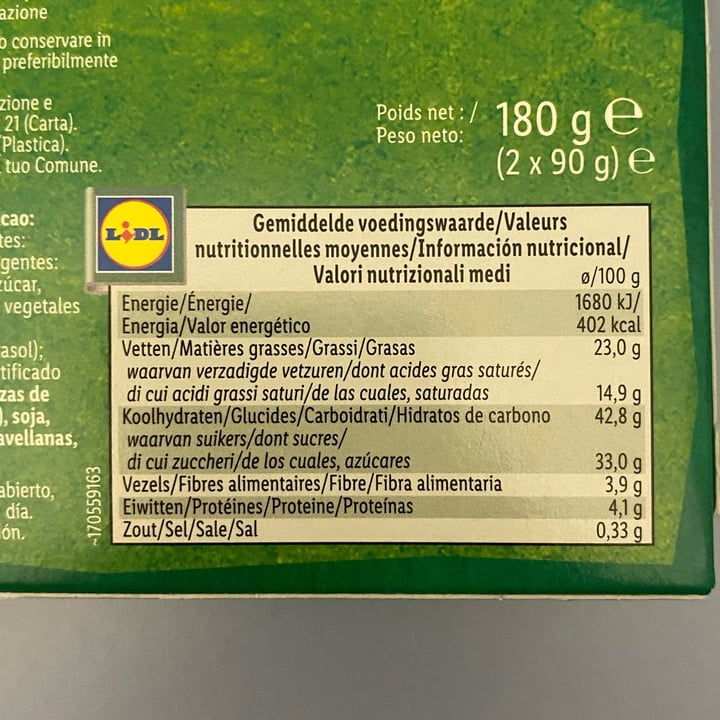 azione
o conservare in
preferibilmente
zione e
21 (Carta).
Plastica).
tuo Comune.
cao:
tes:
gentes:
zúcar,
vegetales
asol);
tificado
zas de
), soja,
avellanas,
abierto,
día.
ón.
~170559163
Poids net : / 180 g e
Peso neto:
(2 x 90 g) e
LIDL
Gemiddelde voedingswaarde/Valeurs
nutritionnelles moyennes/Información nutricional/
Valori nutrizionali medi ø/100 g
Energie/Énergie/ 1680 kJ/
Energia/Valor energético 402 kcal
Vetten/Matières grasses/Grassi/Grasas 23,0 g
waarvan verzadigde vetzuren/dont acides gras saturés/
di cui acidi grassi saturi/de las cuales, saturadas 14,9 g
Koolhydraten/Glucides/Carboidrati/Hidratos de carbono 42,8 g
waarvan suikers/dont sucres/
di cui zuccheri/de los cuales, azúcares 33,0 g
Vezels/Fibres alimentaires/Fibre/Fibra alimentaria 3,9 g
Eiwitten/Protéines/Proteine/Proteínas 4,1 g
Zout/Sel/Sale/Sal 0,33 g